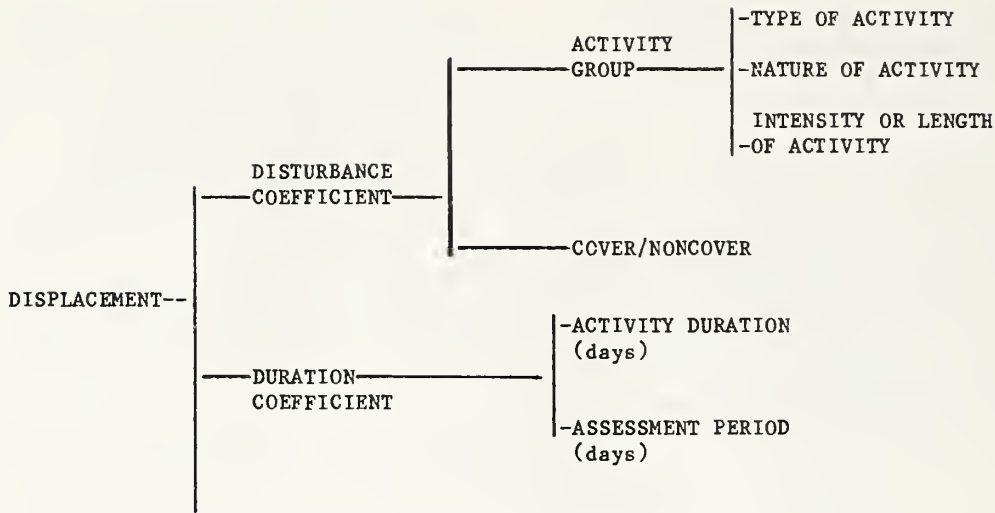 -TYPE OF ACTIVITY
ACTIVITY
GROUP
-NATURE OF ACTIVITY
INTENSITY OR LENGTH
-OF ACTIVITY
DISTURBANCE
COEFFICIENT
COVER/NONCOVER
DISPLACEMENT--
-ACTIVITY DURATION
(days)
DURATION
COEFFICIENT
-ASSESSMENT PERIOD
(days)